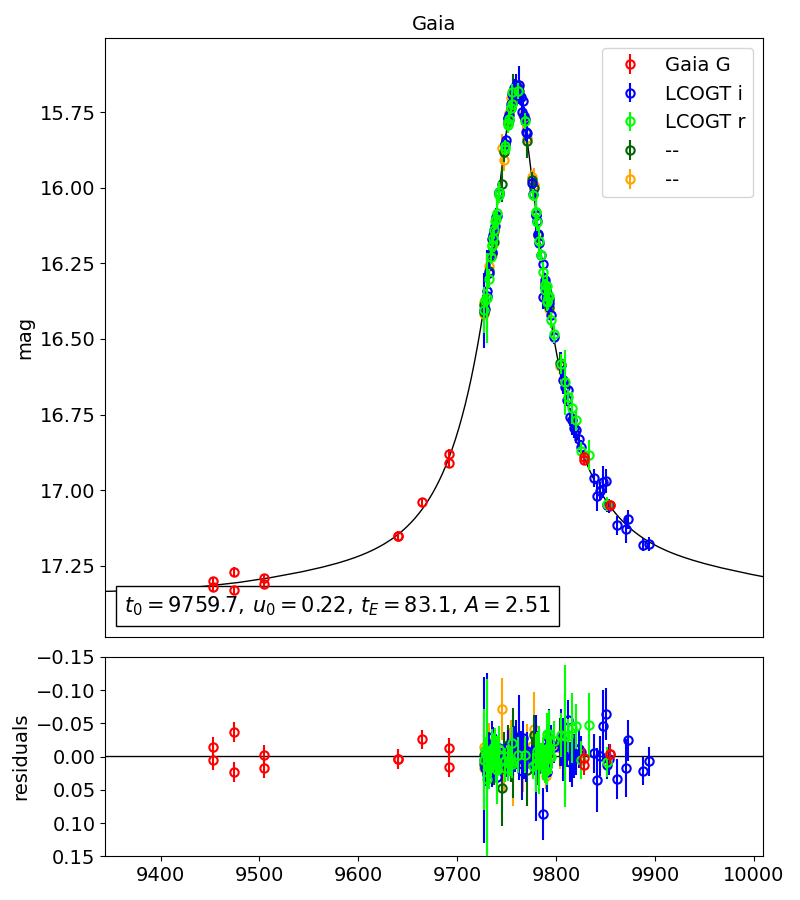 Gaia
Gaia G
LCOGT i
LCOGT r
--
--
mag
15.75
16.00
16.25
16.50
16.75
17.00
17.25
t₀ = 9759.7, u₀ = 0.22, t_E = 83.1, A = 2.51
residuals
−0.15
−0.10
−0.05
0.00
0.05
0.10
0.15
9400 9500 9600 9700 9800 9900 10000